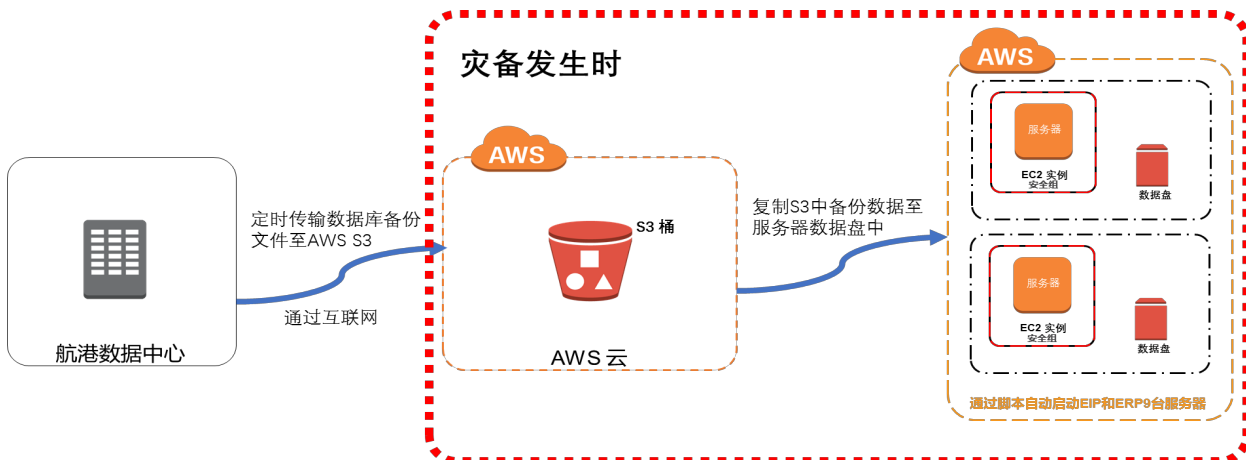 灾备发生时
航港数据中心
定时传输数据库备份
文件至AWS S3
通过互联网
AWS
S3 桶
AWS 云
复制S3中备份数据至
服务器数据盘中
AWS
服务器
EC2 实例
安全组
数据盘
服务器
EC2 实例
安全组
数据盘
通过脚本自动启动EIP和ERP9台服务器